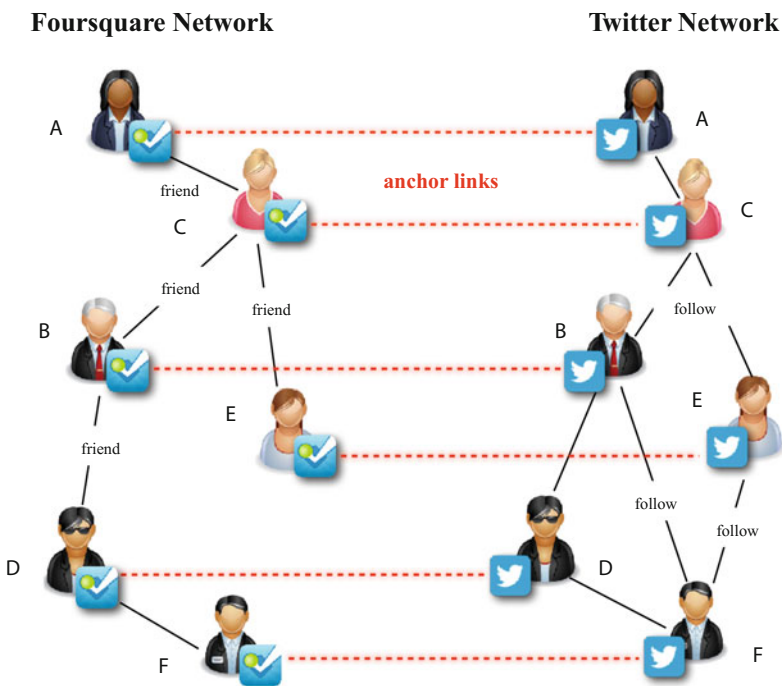 Foursquare Network
Twitter Network
A
A
friend
anchor links
C
C
friend
friend
follow
B
B
E
E
friend
follow
follow
D
D
F
F